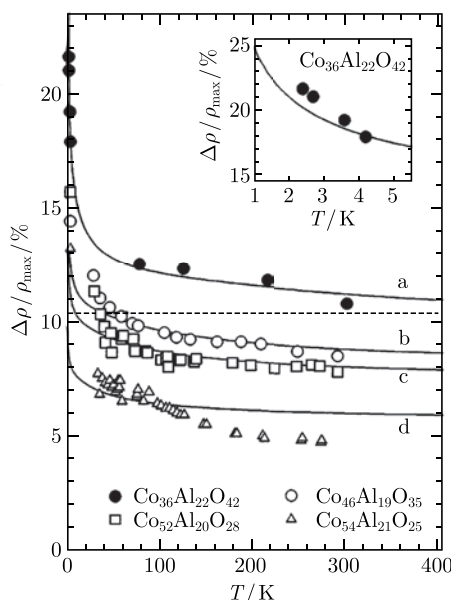 25
20
15
1 2 3 4 5
Δρ/ρmax/%
T/K
Co36Al22O42
20
15
10
5
0
Δρ/ρmax/%
a
b
c
d
Co36Al22O42 Co46Al19O35
Co52Al20O28 Co54Al21O25
0 100 200 300 400
T/K